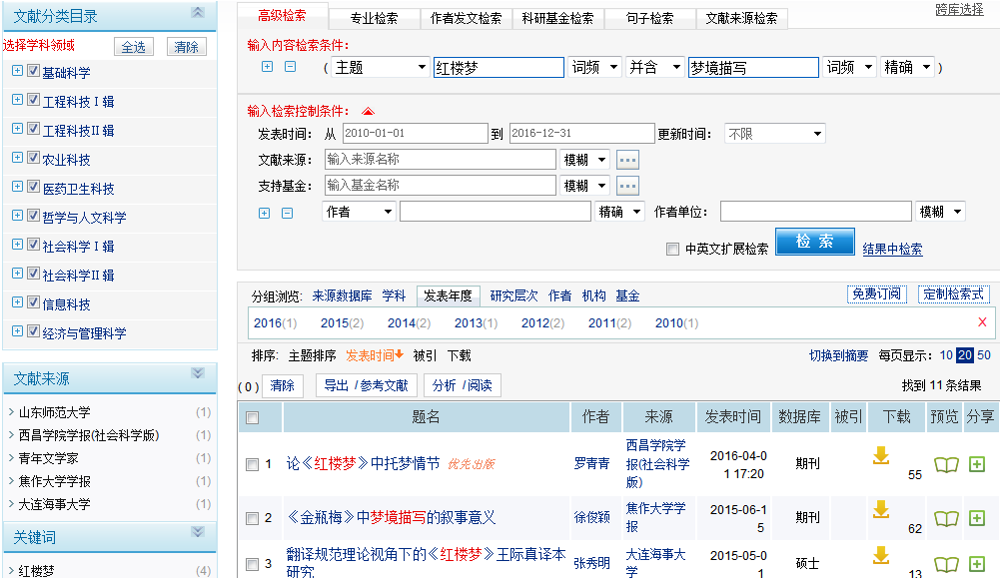 文献分类目录
选择学科领域 全选 清除
基础科学
工程科技Ⅰ辑
工程科技Ⅱ辑
农业科技
医药卫生科技
哲学与人文科学
社会科学Ⅰ辑
社会科学Ⅱ辑
信息科技
经济与管理科学
文献来源
山东师范大学 (1)
西昌学院学报(社会科学版) (1)
青年文学家 (1)
焦作大学学报 (1)
大连海事大学 (1)
关键词
红楼梦 (4)
高级检索 专业检索 作者发文检索 科研基金检索 句子检索 文献来源检索 跨库选择
输入内容检索条件：
( 主题 红楼梦 词频 并含 梦境描写 词频 精确 )
输入检索控制条件：
发表时间： 从 2010-01-01 到 2016-12-31 更新时间： 不限
文献来源： 输入来源名称 模糊
支持基金： 输入基金名称 模糊
作者 精确 作者单位： 模糊
中英文扩展检索 检索 结果中检索
分组浏览: 来源数据库 学科 发表年度 研究层次 作者 机构 基金 免费订阅 定制检索式
2016(1) 2015(2) 2014(2) 2013(1) 2012(2) 2011(2) 2010(1) X
排序: 主题排序 发表时间 被引 下载 切换到摘要 每页显示: 10 20 50
(0) 清除 导出 /参考文献 分析 /阅读 找到 11 条结果
题名 作者 来源 发表时间 数据库 被引 下载 预览 分享
1 论《红楼梦》中托梦情节 优先出版 罗青青 西昌学院学报(社会科学版) 2016-04-01 17:20 期刊 55
2 《金瓶梅》中梦境描写的叙事意义 徐俊颖 焦作大学学报 2015-06-15 期刊 62
3 翻译规范理论视角下的《红楼梦》王际真译本研究 张秀明 大连海事大学 2015-05-01 硕士 13